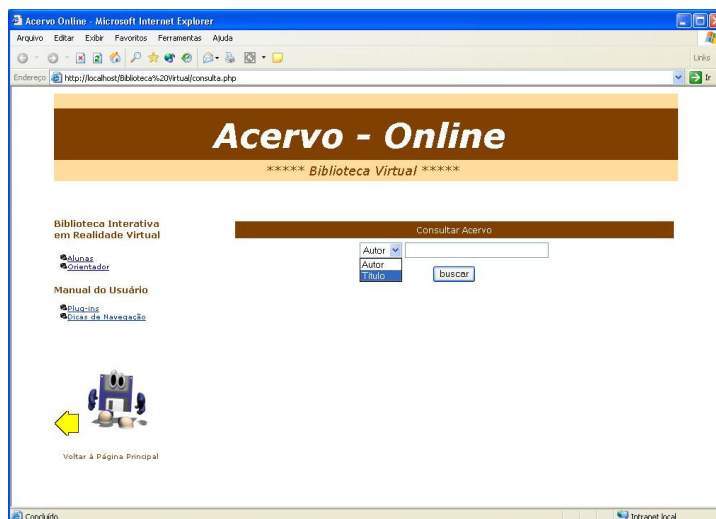 Acervo Online - Microsoft Internet Explorer
Arquivo Editar Exibir Favoritos Ferramentas Ajuda
Links
Endereço http://localhost/Biblioteca%20Virtual/consulta.php Ir
Acervo - Online
***** Biblioteca Virtual *****
Biblioteca Interativa
em Realidade Virtual
Alunas
Orientador
Manual do Usuário
Plug-ins
Dicas de Navegação
Voltar à Página Principal
Consultar Acervo
Autor
Autor
Título
buscar
Concluído Intranet local